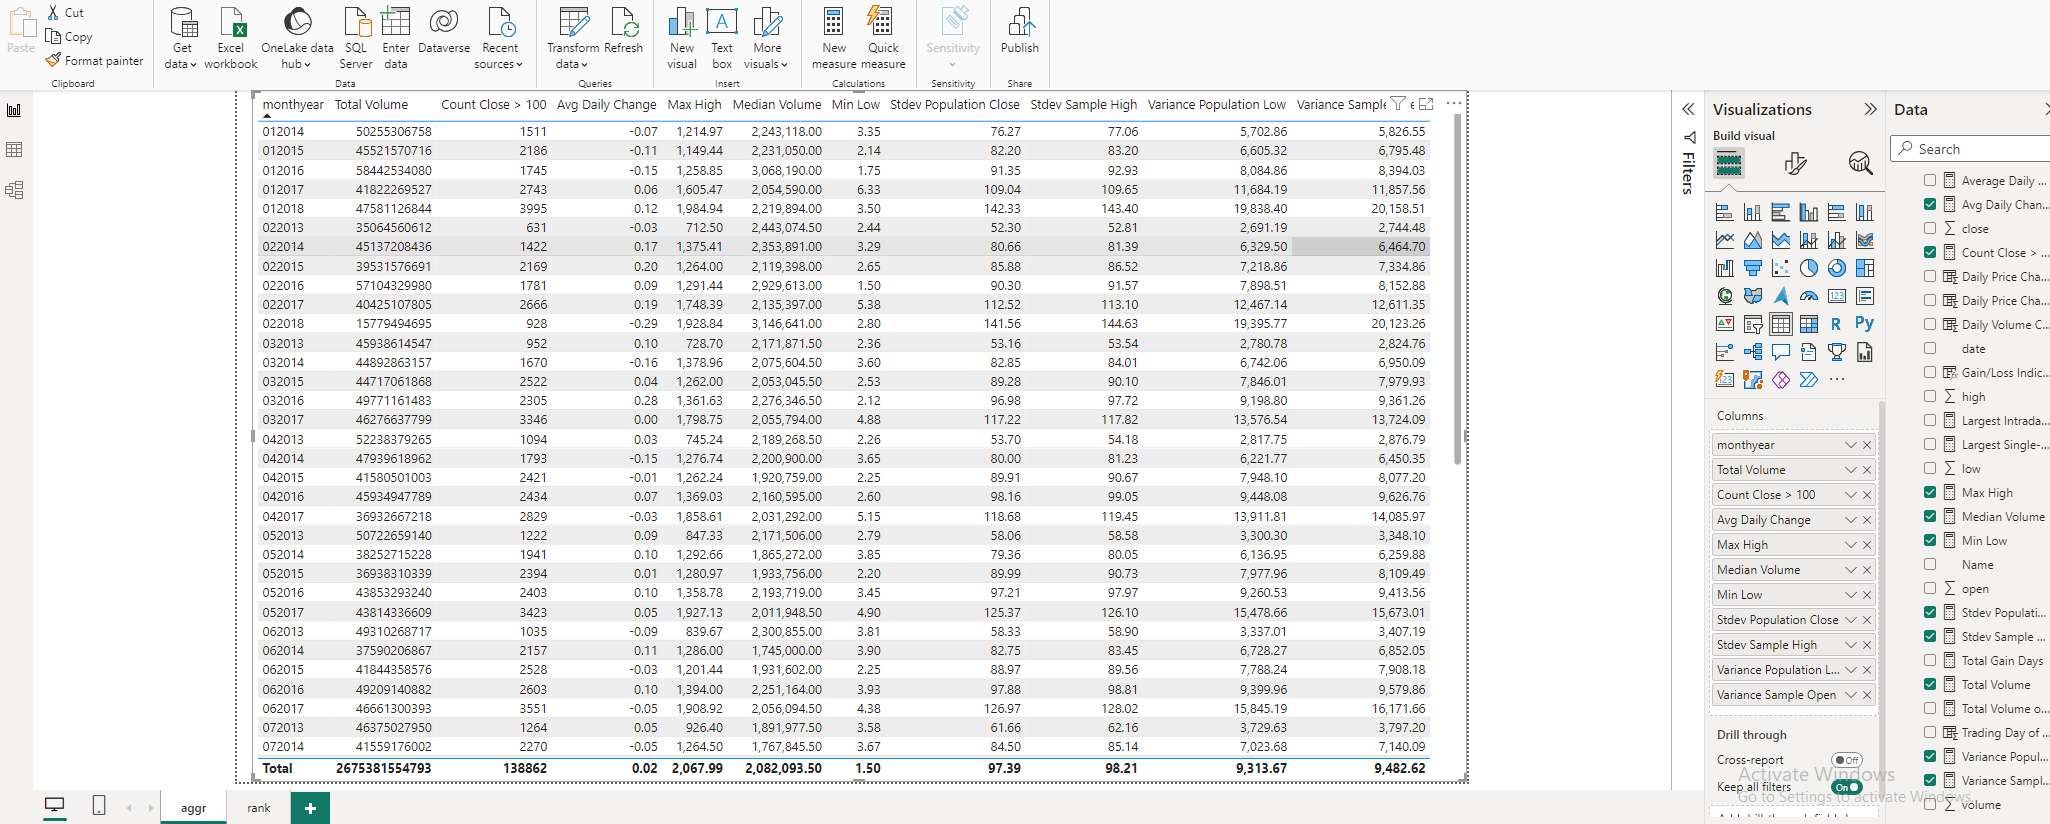 Cut
Copy
Format painter
Paste
Clipboard
Get data
Excel workbook
OneLake data hub
SQL Server
Enter data
Dataverse
Recent sources
Data
Transform data
Refresh
Queries
New visual
Text box
More visuals
Insert
New measure
Quick measure
Calculations
Sensitivity
Sensitivity
Publish
Share
monthyear Total Volume Count Close > 100 Avg Daily Change Max High Median Volume Min Low Stdev Population Close Stdev Sample High Variance Population Low Variance Sample
012014 50255306758 1511 -0.07 1,214.97 2,243,118.00 3.35 76.27 77.06 5,702.86 5,826.55
012015 45521570716 2186 -0.11 1,149.44 2,231,050.00 2.14 82.20 83.20 6,605.32 6,795.48
012016 58442534080 1745 -0.15 1,258.85 3,068,190.00 1.75 91.35 92.93 8,084.86 8,394.03
012017 41822269527 2743 0.06 1,605.47 2,054,590.00 6.33 109.04 109.65 11,684.19 11,857.56
012018 47581126844 3995 0.12 1,984.94 2,219,894.00 3.50 142.33 143.40 19,838.40 20,158.51
022013 35064560612 631 -0.03 712.50 2,443,074.50 2.44 52.30 52.81 2,691.19 2,744.48
022014 45137208436 1422 0.17 1,375.41 2,353,891.00 3.29 80.66 81.39 6,329.50 6,464.70
022015 39531576691 2169 0.20 1,264.00 2,119,398.00 2.65 85.88 86.52 7,218.86 7,334.86
022016 57104329980 1781 0.09 1,291.44 2,929,613.00 1.50 90.30 91.57 7,898.51 8,152.88
022017 40425107805 2666 0.19 1,748.39 2,135,397.00 5.38 112.52 113.10 12,467.14 12,611.35
022018 15779494695 928 -0.29 1,928.84 3,146,641.00 2.80 141.56 144.63 19,395.77 20,123.26
032013 45938614547 952 0.10 728.70 2,171,871.50 2.36 53.16 53.54 2,780.78 2,824.76
032014 44892863157 1670 -0.16 1,378.96 2,075,604.50 3.60 82.85 84.01 6,742.06 6,950.09
032015 44717061868 2522 0.04 1,262.00 2,053,045.50 2.53 89.28 90.10 7,846.01 7,979.93
032016 49771161483 2305 0.28 1,361.63 2,276,346.50 2.12 96.98 97.72 9,198.80 9,361.26
032017 46276637799 3346 0.00 1,798.75 2,055,794.00 4.88 117.22 117.82 13,576.54 13,724.09
042013 52238379265 1094 0.03 745.24 2,189,268.50 2.26 53.70 54.18 2,817.75 2,876.79
042014 47939618962 1793 -0.15 1,276.74 2,200,900.00 3.65 80.00 81.23 6,221.77 6,450.35
042015 41580501003 2421 -0.01 1,262.24 1,920,759.00 2.25 89.91 90.67 7,948.10 8,077.20
042016 45934947789 2434 0.07 1,369.03 2,160,595.00 2.60 98.16 99.05 9,448.08 9,626.76
042017 36932667218 2829 -0.03 1,858.61 2,031,292.00 5.15 118.68 119.45 13,911.81 14,085.97
052013 50722659140 1222 0.09 847.33 2,171,506.00 2.79 58.06 58.58 3,300.30 3,348.10
052014 38252715228 1941 0.10 1,292.66 1,865,272.00 3.85 79.36 80.05 6,136.95 6,259.88
052015 36938310339 2394 0.01 1,280.97 1,933,756.00 2.20 89.99 90.73 7,977.96 8,109.49
052016 43853293240 2403 0.10 1,358.78 2,193,719.00 3.45 97.21 97.97 9,260.53 9,413.56
052017 43814336609 3423 0.05 1,927.13 2,011,948.50 4.90 125.37 126.10 15,478.66 15,673.01
062013 49310268717 1035 -0.09 839.67 2,300,855.00 3.81 58.33 58.90 3,337.01 3,407.19
062014 37590206867 2157 0.11 1,286.00 1,745,000.00 3.90 82.75 83.45 6,728.27 6,852.05
062015 41844358576 2528 -0.03 1,201.44 1,931,602.00 2.25 88.97 89.56 7,788.24 7,908.18
062016 49209140882 2603 0.10 1,394.00 2,251,164.00 3.93 97.88 98.81 9,399.96 9,579.86
062017 46661300393 3551 -0.05 1,908.92 2,056,094.50 4.38 126.97 128.02 15,845.19 16,171.66
072013 46375027950 1264 0.05 926.40 1,891,977.50 3.58 61.66 62.16 3,729.63 3,797.20
072014 41559176002 2270 -0.05 1,264.50 1,767,845.50 3.67 84.50 85.14 7,023.68 7,140.09
Total 2675381554793 138862 0.02 2,067.99 2,082,093.50 1.50 97.39 98.21 9,313.67 9,482.62
aggr
rank
Filters
Visualizations
Build visual
R Py
Columns
monthyear
Total Volume
Count Close > 100
Avg Daily Change
Max High
Median Volume
Min Low
Stdev Population Close
Stdev Sample High
Variance Population L...
Variance Sample Open
Drill through
Cross-report Off
Keep all filters On
Data
Search
Average Daily ...
Avg Daily Chan...
close
Count Close > ...
Daily Price Cha...
Daily Price Cha...
Daily Volume C...
date
Gain/Loss Indic...
high
Largest Intrada...
Largest Single-...
low
Max High
Median Volume
Min Low
Name
open
Stdev Populati...
Stdev Sample ...
Total Gain Days
Total Volume
Total Volume o...
Trading Day of ...
Variance Popul...
Variance Sampl...
volume
Activate Windows
Go to Settings to activate Windows.